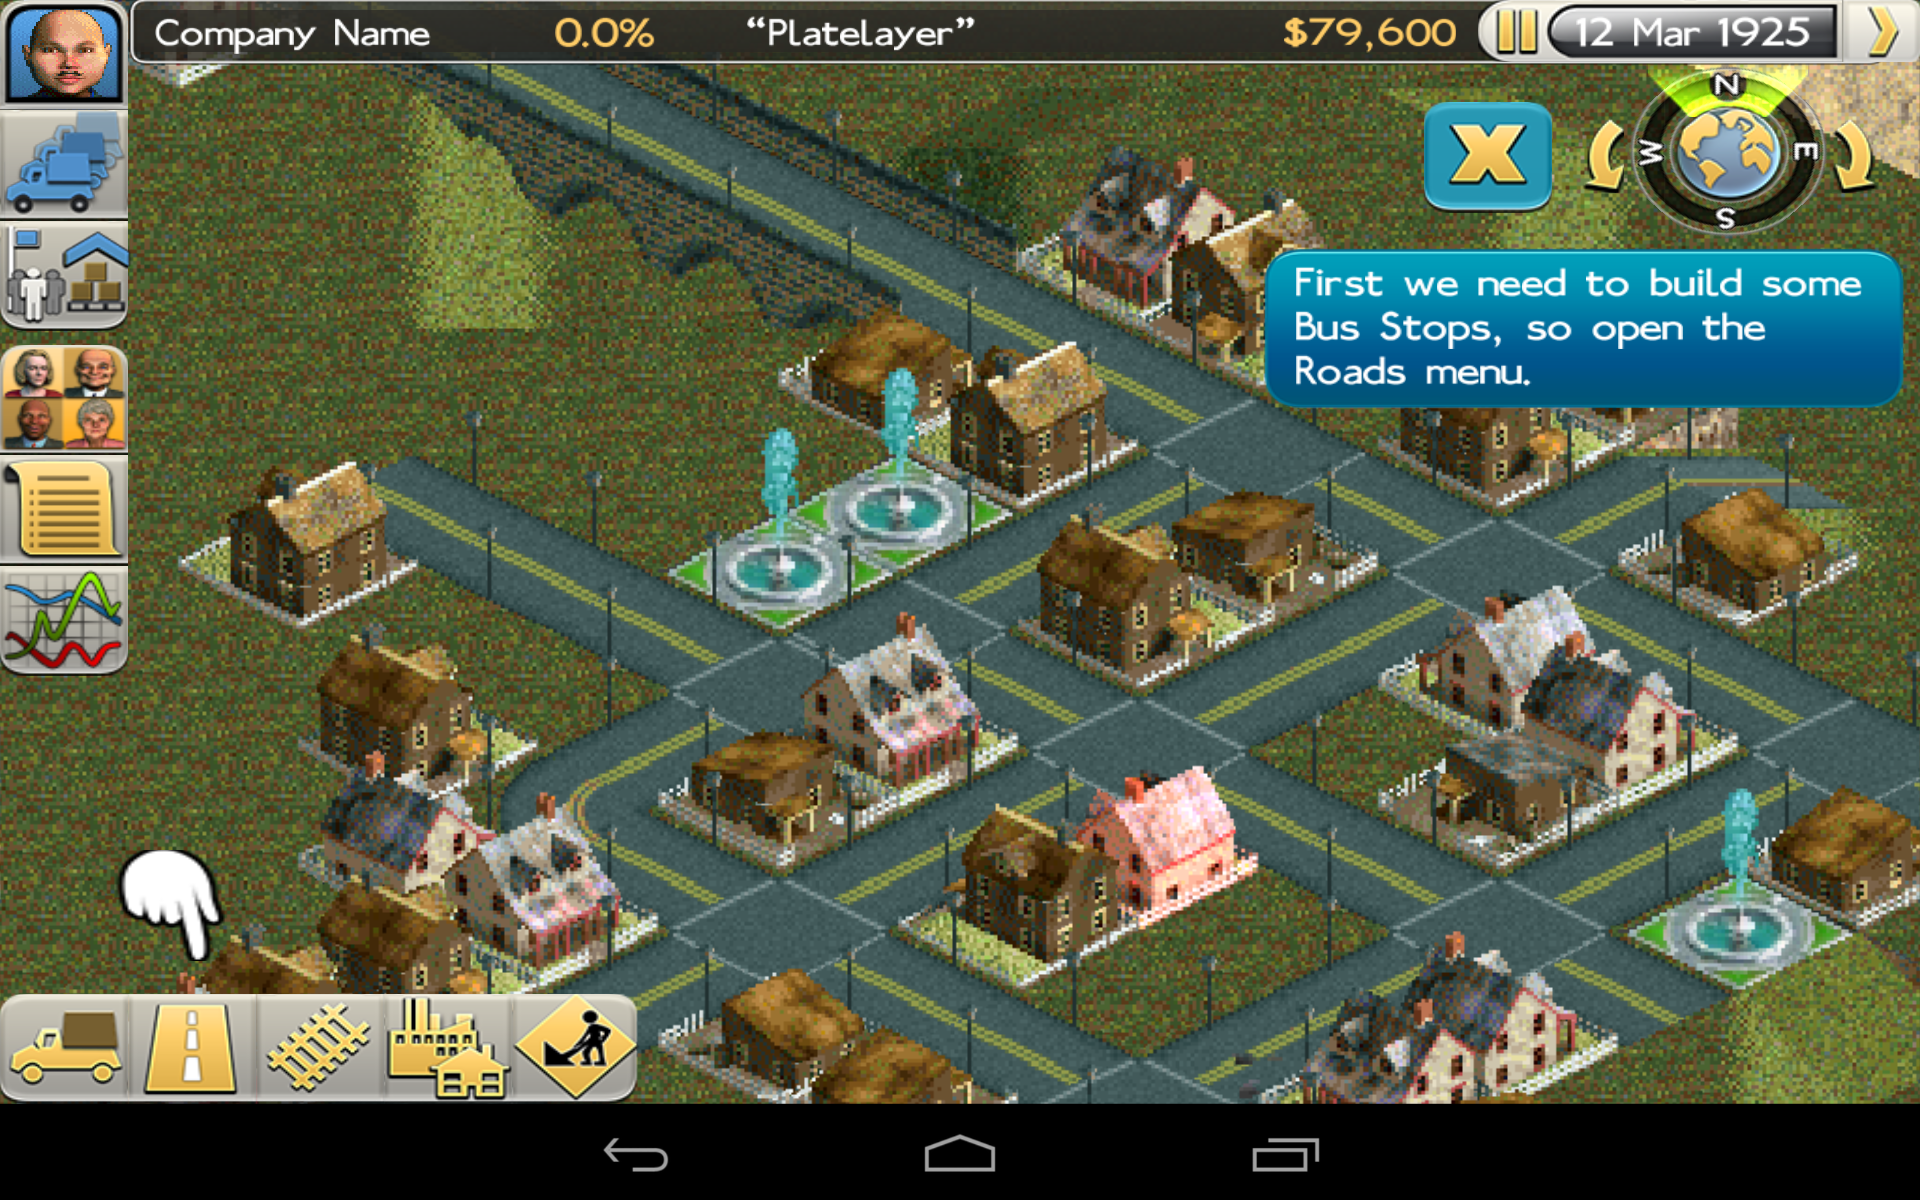 Company Name 0.0% “Platelayer” $79,600 12 Mar 1925
N
W E
S
X
First we need to build some
Bus Stops, so open the
Roads menu.